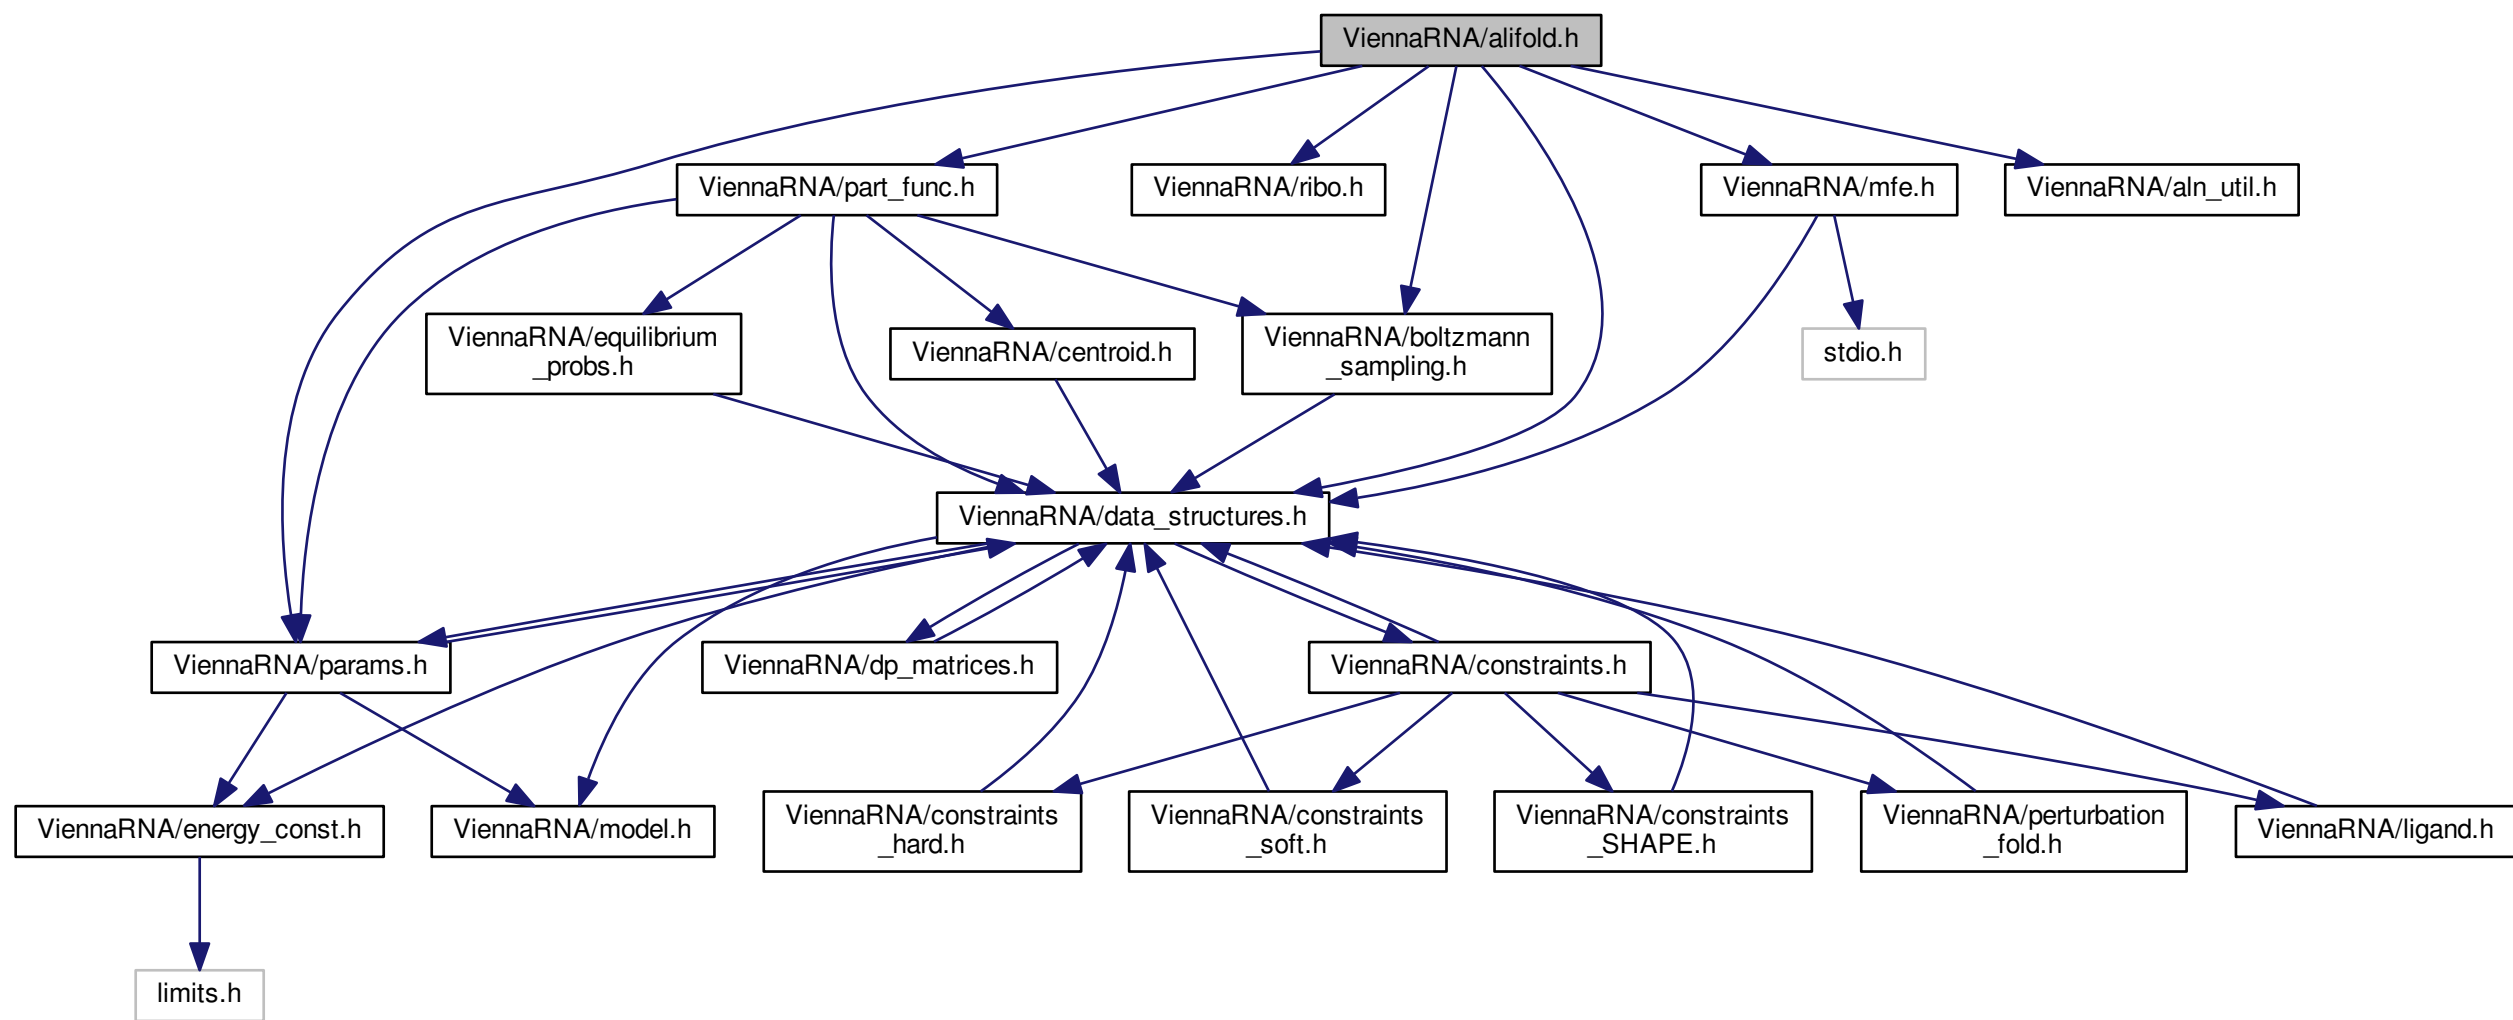 ViennaRNA/alifold.h
ViennaRNA/part_func.h
ViennaRNA/ribo.h
ViennaRNA/mfe.h
ViennaRNA/aln_util.h
ViennaRNA/equilibrium
_probs.h
ViennaRNA/centroid.h
ViennaRNA/boltzmann
_sampling.h
stdio.h
ViennaRNA/data_structures.h
ViennaRNA/params.h
ViennaRNA/dp_matrices.h
ViennaRNA/constraints.h
ViennaRNA/energy_const.h
ViennaRNA/model.h
ViennaRNA/constraints
_hard.h
ViennaRNA/constraints
_soft.h
ViennaRNA/constraints
_SHAPE.h
ViennaRNA/perturbation
_fold.h
ViennaRNA/ligand.h
limits.h